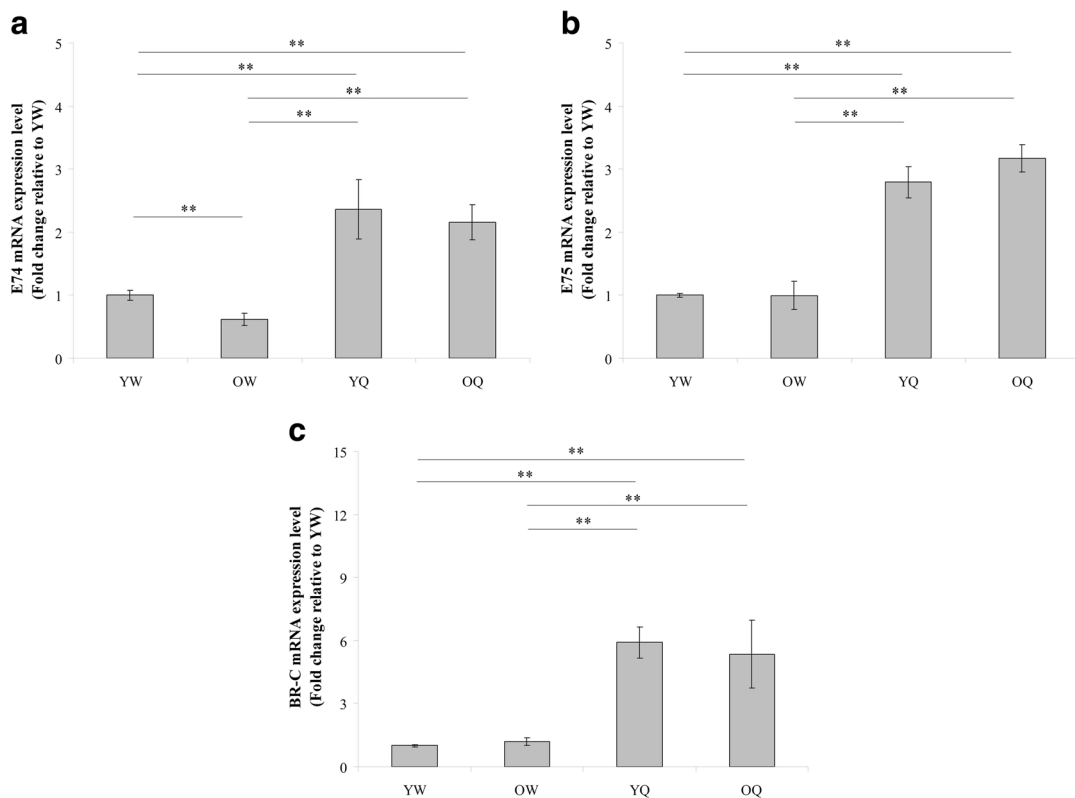 a
E74 mRNA expression level
(Fold change relative to YW)
5
4
3
2
1
0
**
**
**
**
**
YW OW YQ OQ
b
E75 mRNA expression level
(Fold change relative to YW)
5
4
3
2
1
0
**
**
**
**
YW OW YQ OQ
c
BR-C mRNA expression level
(Fold change relative to YW)
15
12
9
6
3
0
**
**
**
**
YW OW YQ OQ